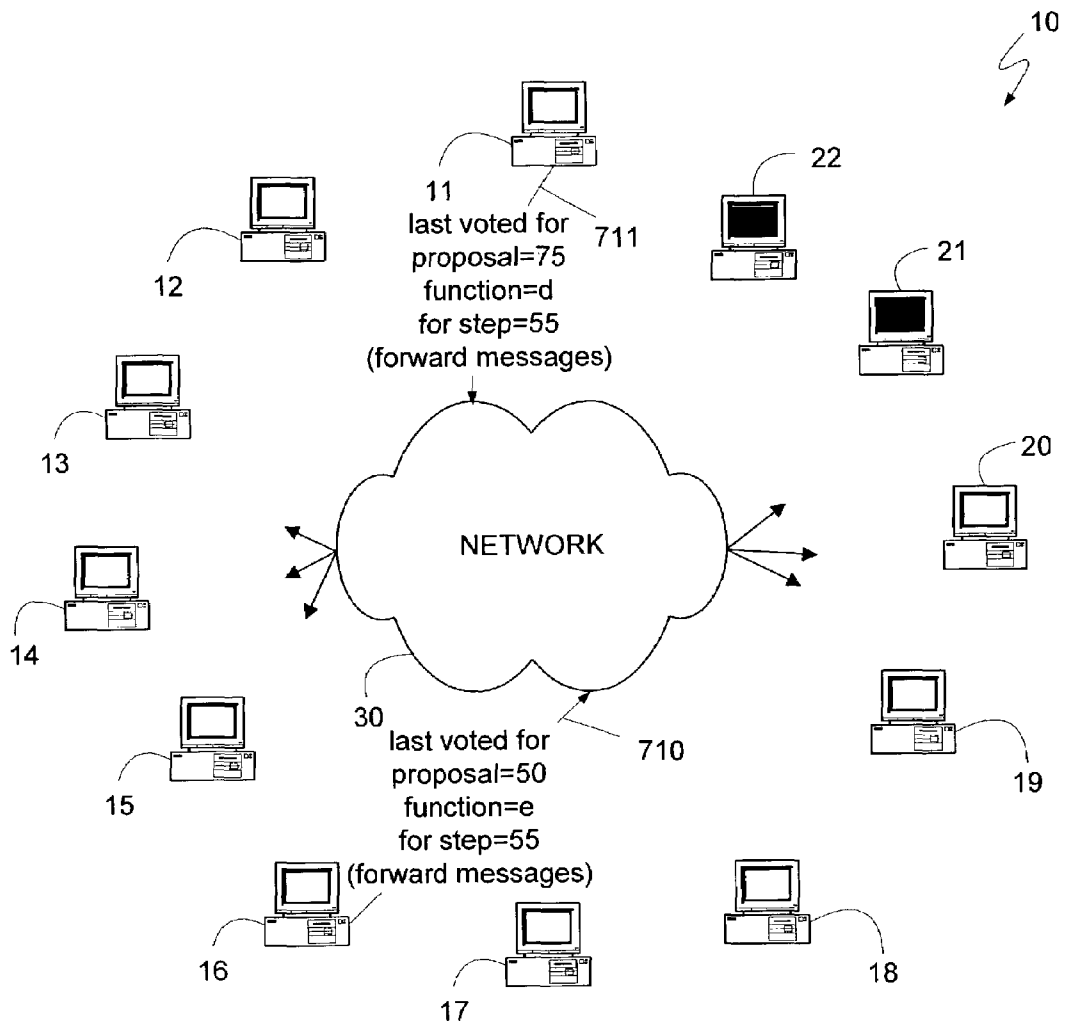 10
11
22
12
last voted for
proposal=75
function=d
for step=55
(forward messages)
711
21
13
20
NETWORK
14
30
710
last voted for
proposal=50
function=e
for step=55
(forward messages)
15
19
16
17
18